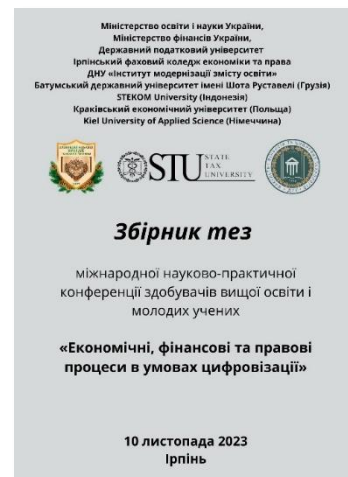 Міністерство освіти і науки України,
Міністерство фінансів України,
Державний податковий університет
Ірпінський фаховий коледж економіки та права
ДНУ «Інститут модернізації змісту освіти»
Батумський державний університет імені Шота Руставелі (Грузія)
STEKOM University (Індонезія)
Краківський економічний університет (Польща)
Kiel University of Applied Science (Німеччина)
STU STATE TAX UNIVERSITY
Збірник тез
міжнародної науково-практичної
конференції здобувачів вищої освіти і
молодих учених
«Економічні, фінансові та правові
процеси в умовах цифровізації»
10 листопада 2023
Ірпінь